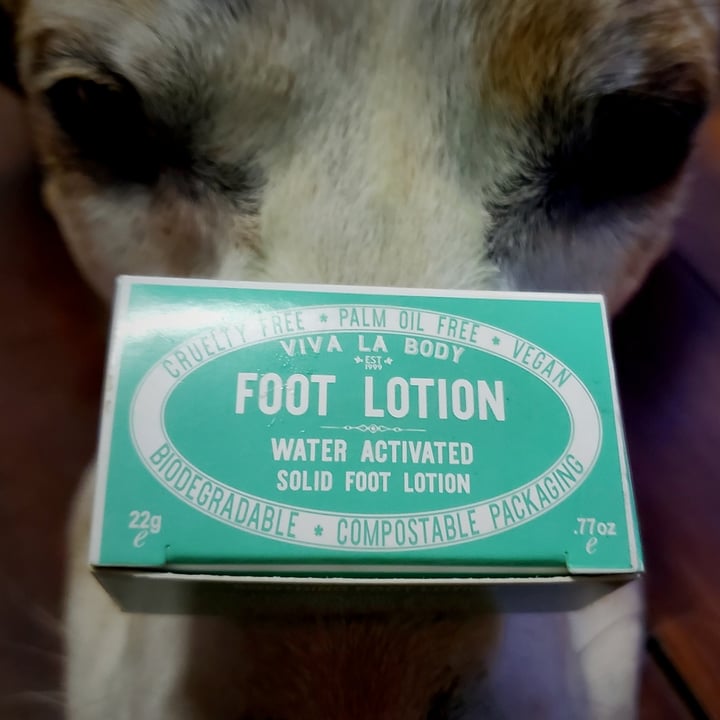 CRUELTY FREE * PALM OIL FREE * VEGAN
VIVA LA BODY
EST
1999
FOOT LOTION
WATER ACTIVATED
SOLID FOOT LOTION
BIODEGRADABLE * COMPOSTABLE PACKAGING
22g
e
.77oz
e